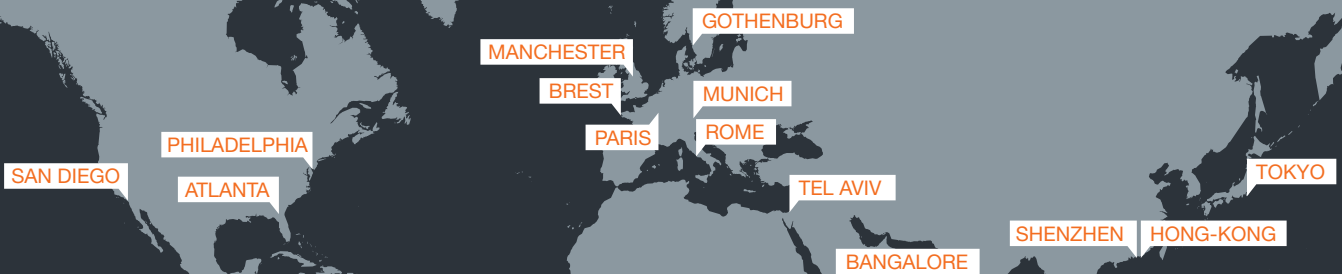 GOTHENBURG
MANCHESTER
BREST
MUNICH
PARIS
ROME
PHILADELPHIA
SAN DIEGO
ATLANTA
TEL AVIV
TOKYO
SHENZHEN
HONG-KONG
BANGALORE